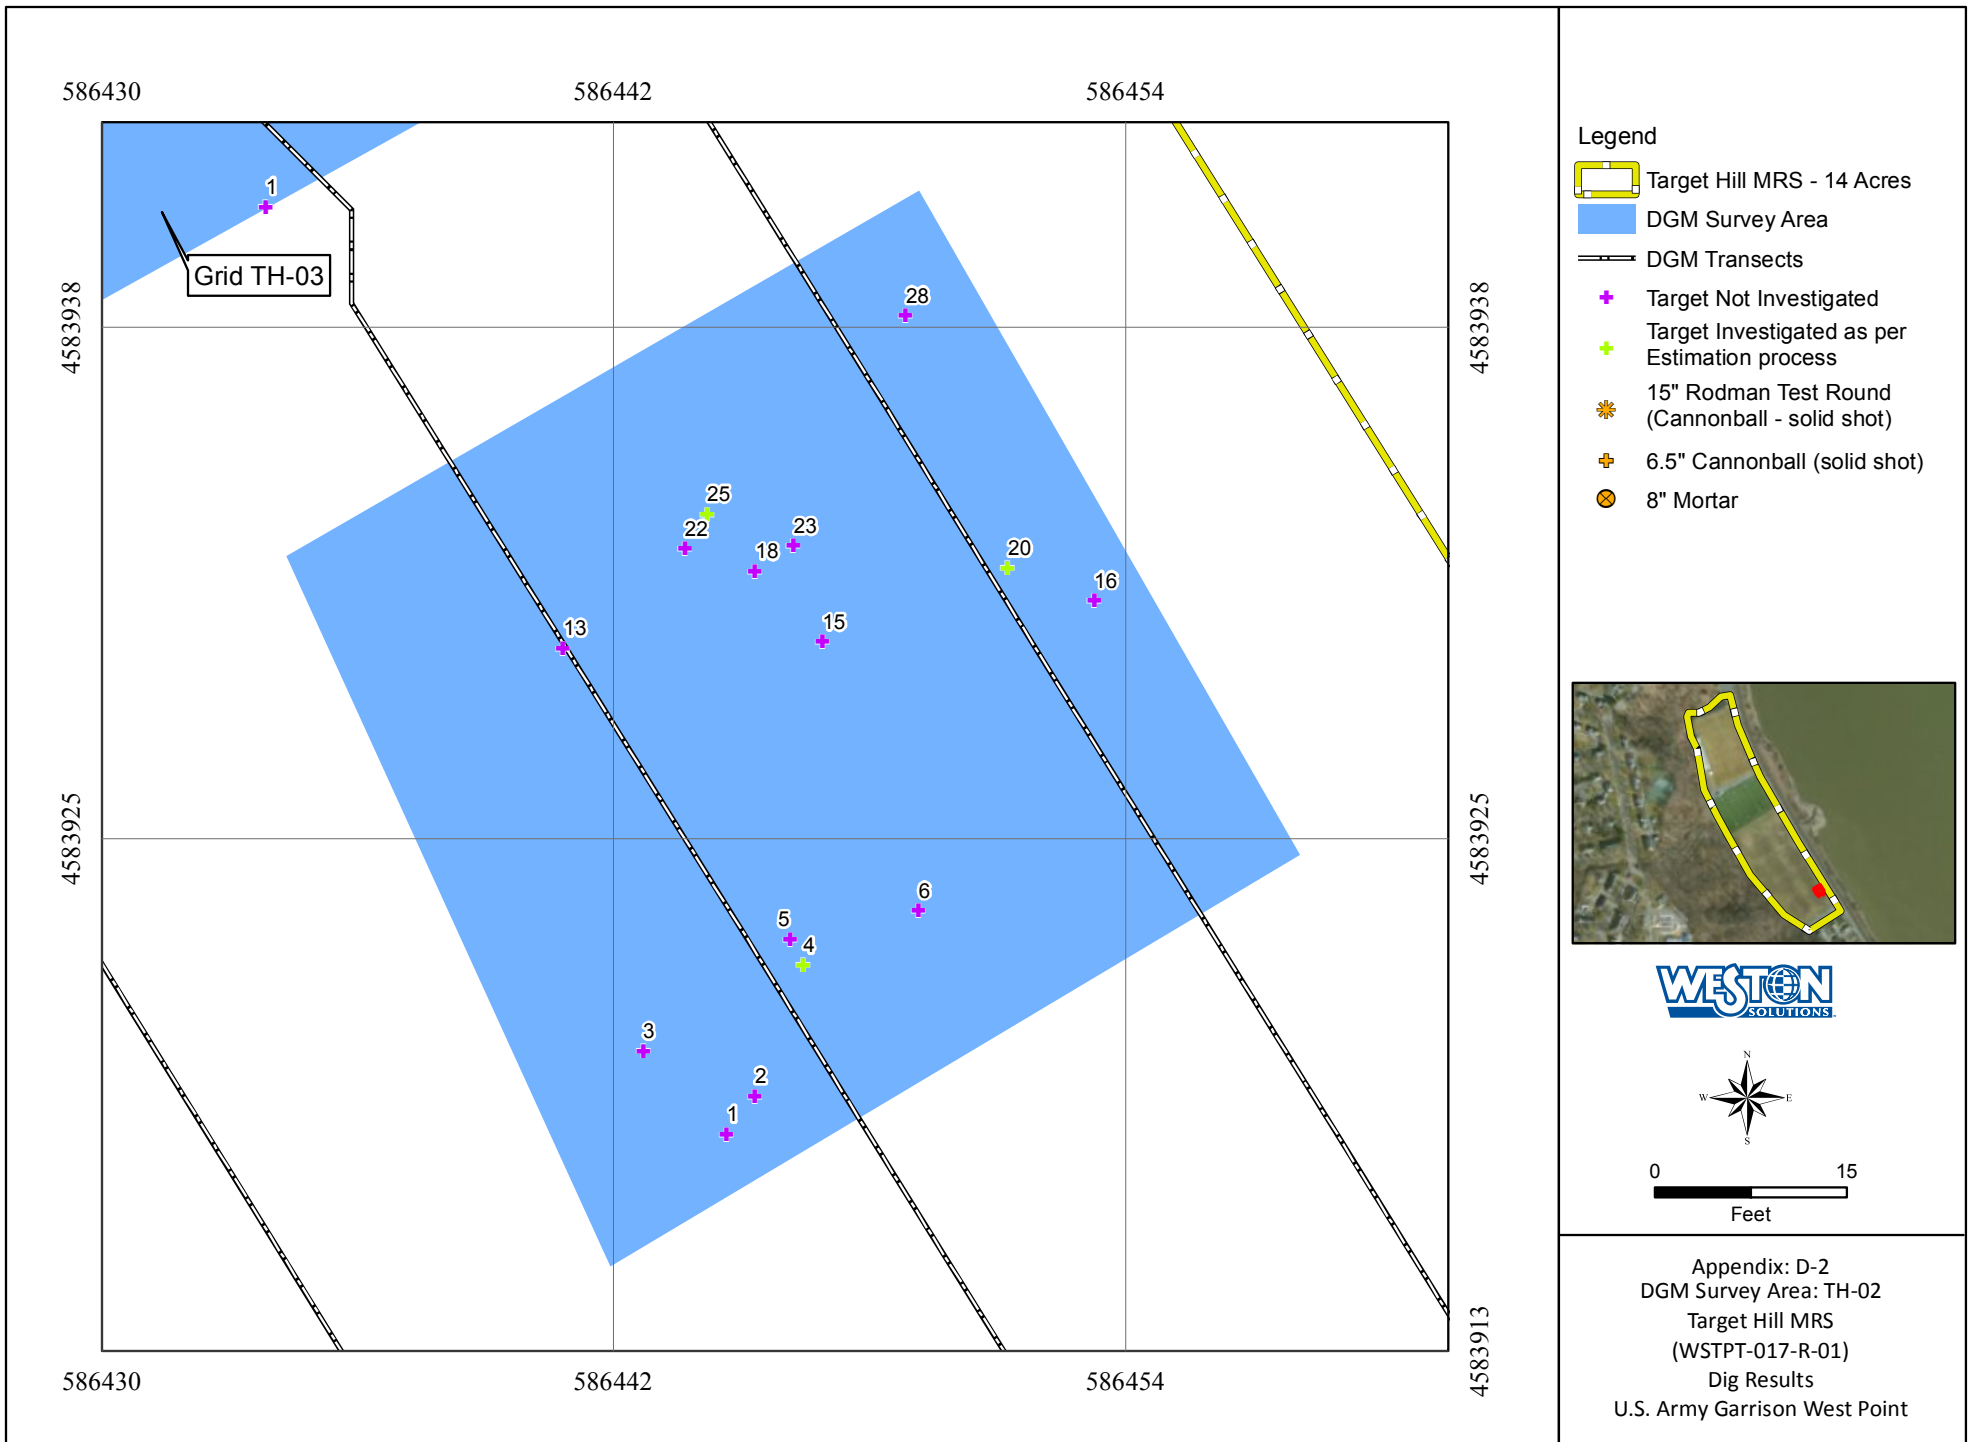 586430
586442
586454
1
Grid TH-03
28
4583938
4583938
25
22
23
18
20
16
15
13
4583925
4583925
6
5
4
3
2
1
4583913
586430
586442
586454
Legend
Target Hill MRS - 14 Acres
DGM Survey Area
DGM Transects
Target Not Investigated
Target Investigated as per
Estimation process
15" Rodman Test Round
(Cannonball - solid shot)
6.5" Cannonball (solid shot)
8" Mortar
WESTON
SOLUTIONS
N
W
E
S
0
15
Feet
Appendix: D-2
DGM Survey Area: TH-02
Target Hill MRS
(WSTPT-017-R-01)
Dig Results
U.S. Army Garrison West Point